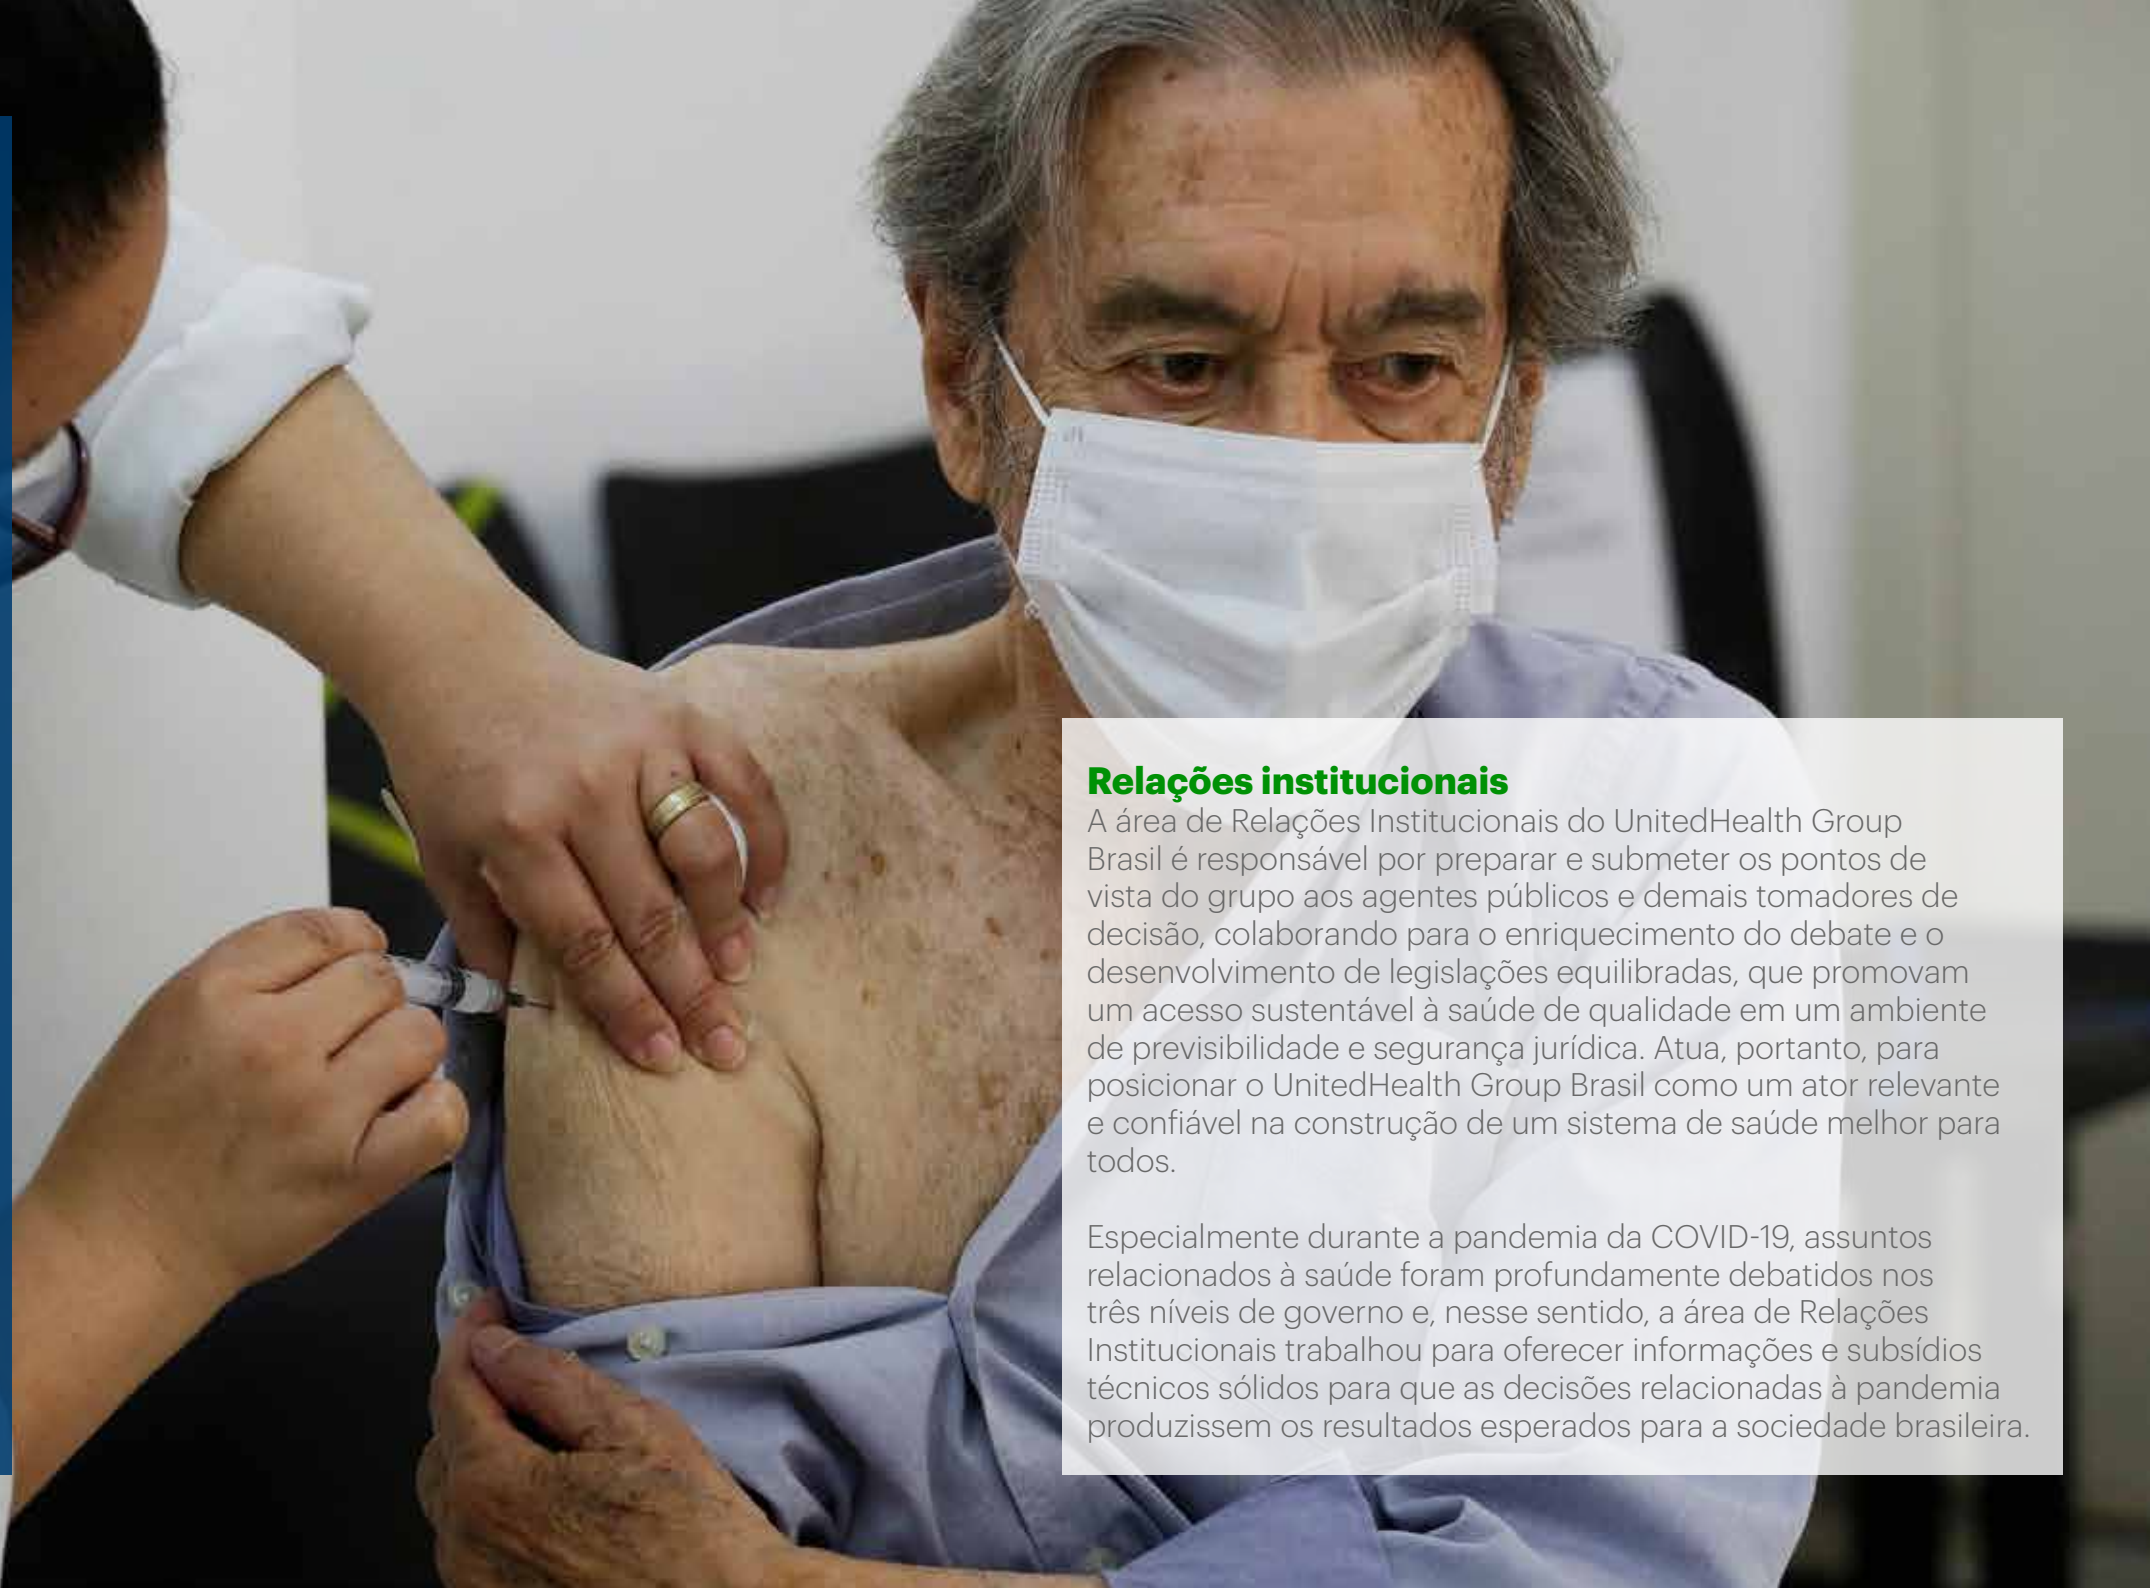 Relações institucionais
A área de Relações Institucionais do UnitedHealth Group
Brasil é responsável por preparar e submeter os pontos de
vista do grupo aos agentes públicos e demais tomadores de
decisão, colaborando para o enriquecimento do debate e o
desenvolvimento de legislações equilibradas, que promovam
um acesso sustentável à saúde de qualidade em um ambiente
de previsibilidade e segurança jurídica. Atua, portanto, para
posicionar o UnitedHealth Group Brasil como um ator relevante
e confiável na construção de um sistema de saúde melhor para
todos.
Especialmente durante a pandemia da COVID-19, assuntos
relacionados à saúde foram profundamente debatidos nos
três níveis de governo e, nesse sentido, a área de Relações
Institucionais trabalhou para oferecer informações e subsídios
técnicos sólidos para que as decisões relacionadas à pandemia
produzissem os resultados esperados para a sociedade brasileira.